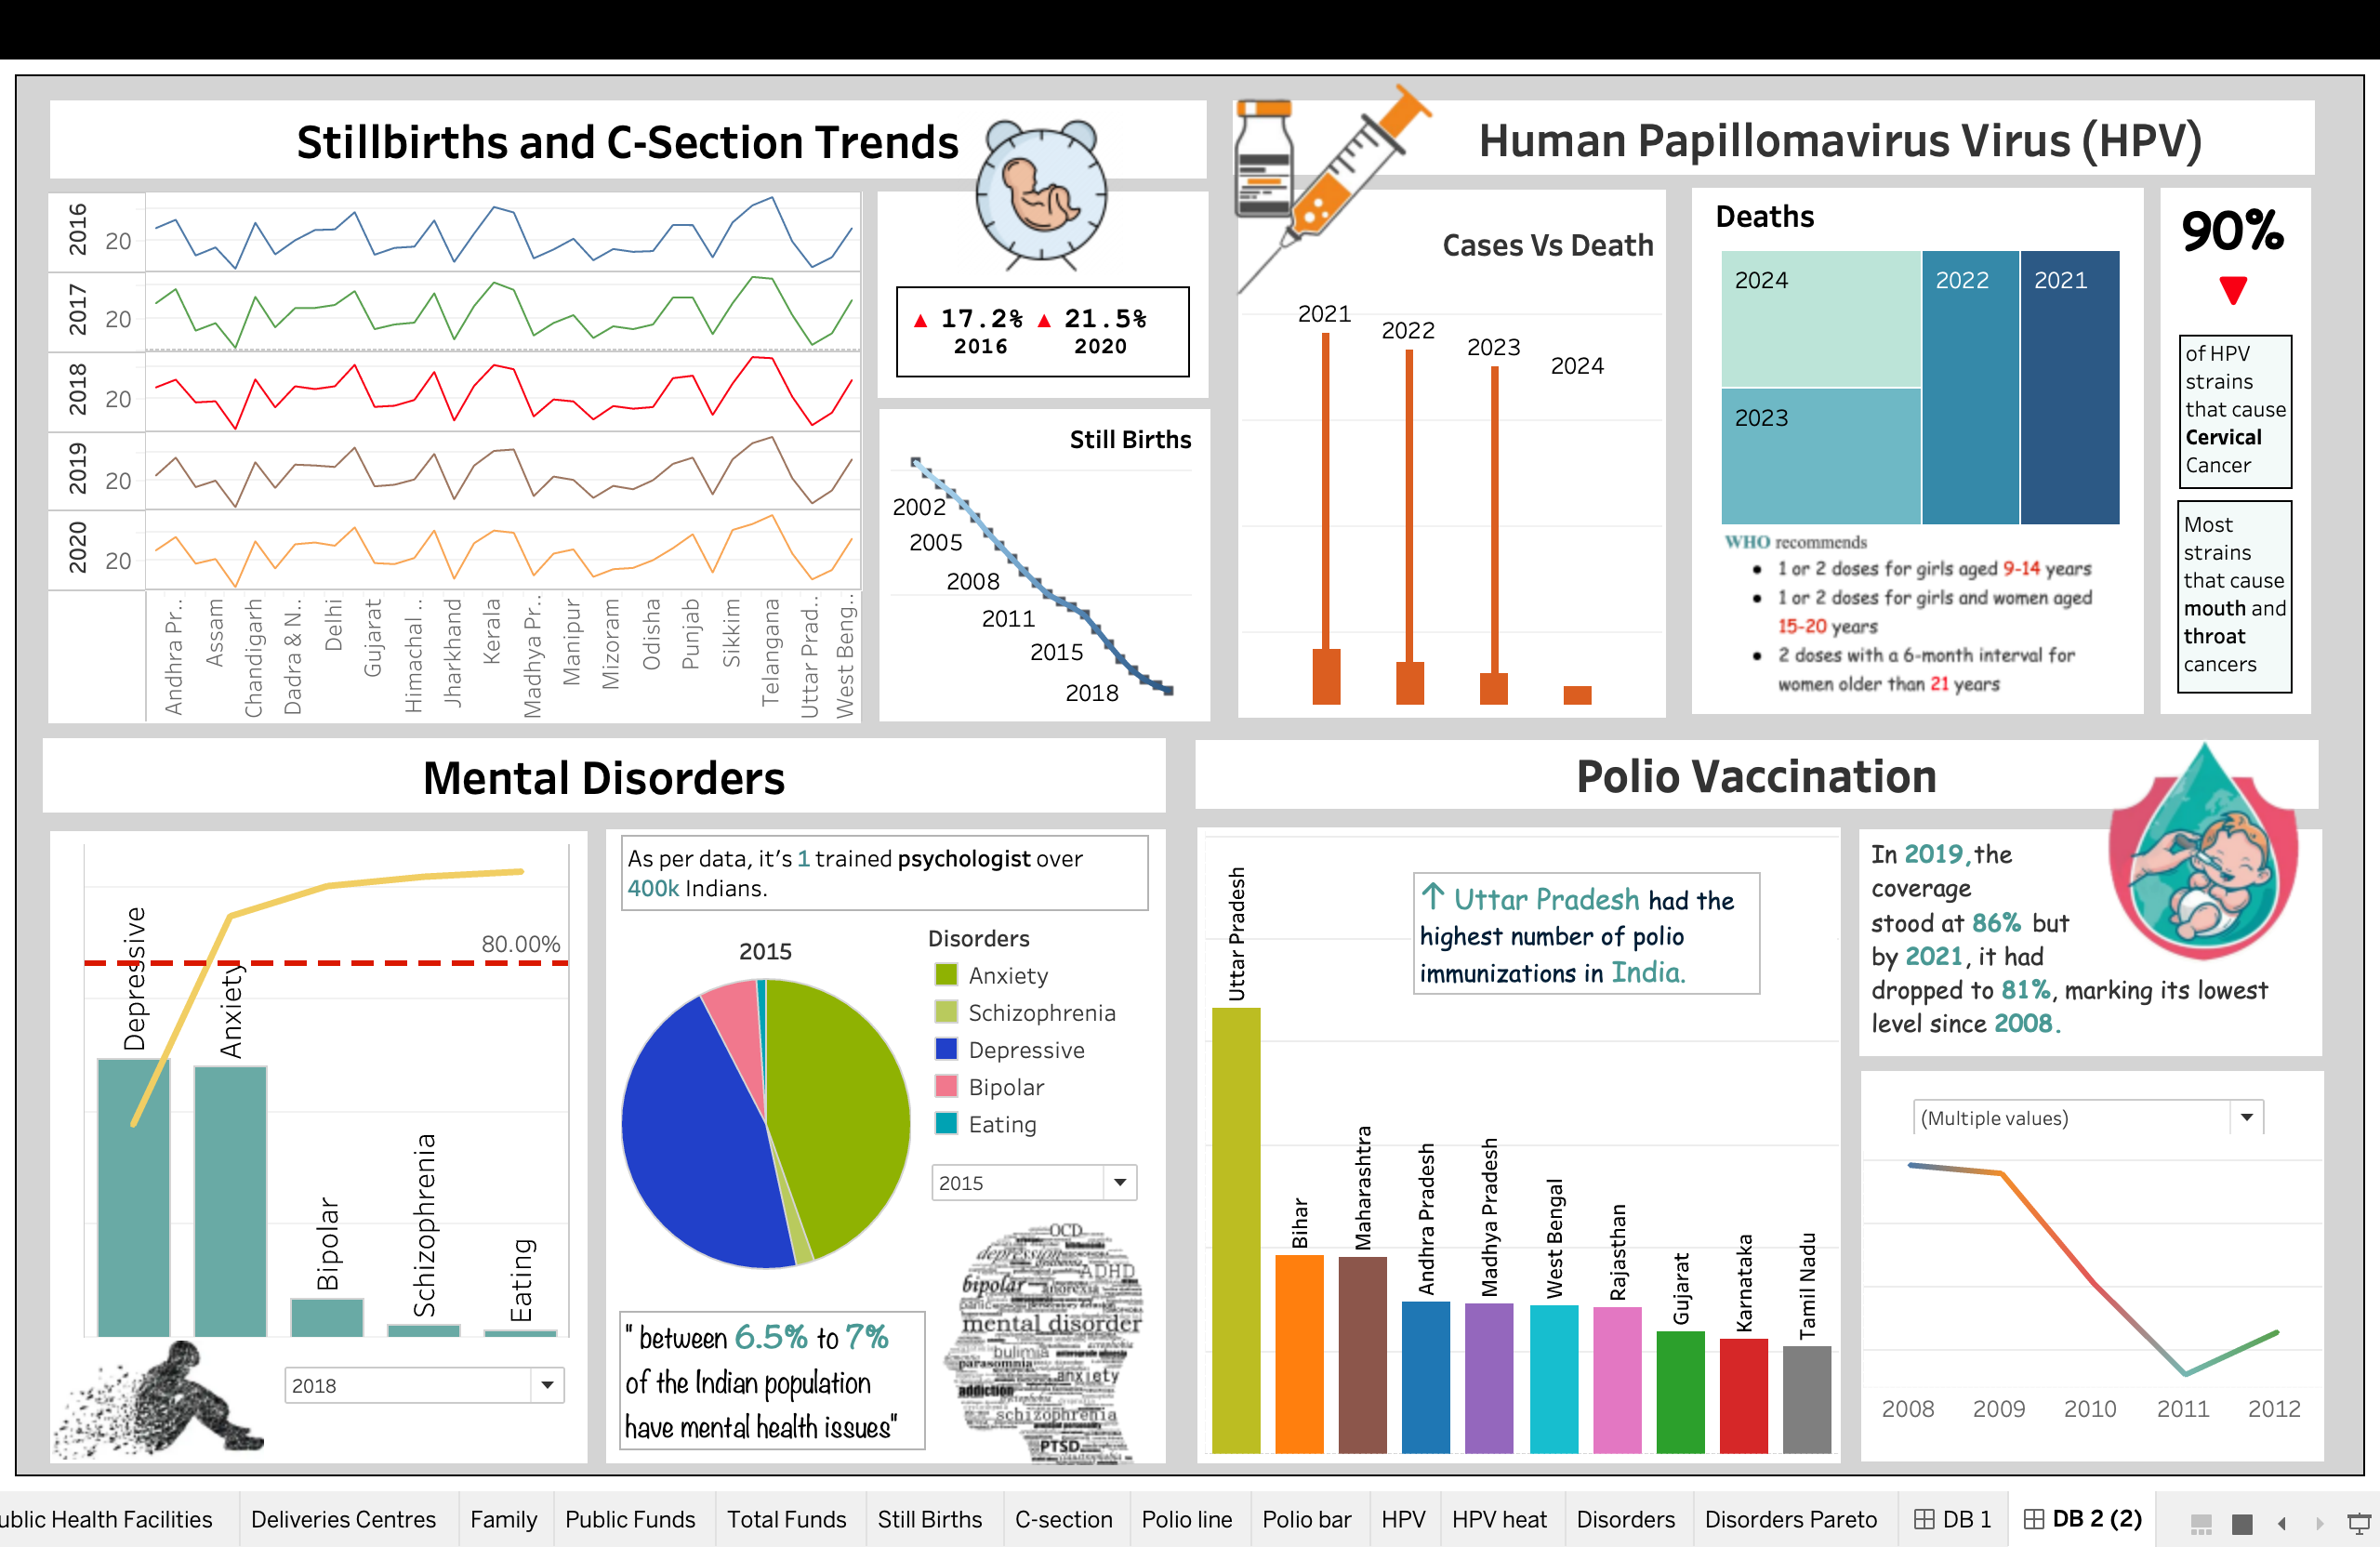 Stillbirths and C-Section Trends
2016
20
2017
20
2018
20
2019
20
2020
20
Andhra Pr..
Assam
Chandigarh
Dadra & N..
Delhi
Gujarat
Himachal ..
Jharkhand
Kerala
Madhya Pr..
Manipur
Mizoram
Odisha
Punjab
Sikkim
Telangana
Uttar Prad..
West Beng..
▲ 17.2% ▲ 21.5%
2016 2020
Still Births
2002
2005
2008
2011
2015
2018
Human Papillomavirus Virus (HPV)
Cases Vs Death
2021
2022
2023
2024
Deaths
2024
2022
2021
2023
WHO recommends
• 1 or 2 doses for girls aged 9-14 years
• 1 or 2 doses for girls and women aged
15-20 years
• 2 doses with a 6-month interval for
women older than 21 years
90%
of HPV
strains
that cause
Cervical
Cancer
Most
strains
that cause
mouth and
throat
cancers
Mental Disorders
80.00%
Depressive
Anxiety
Bipolar
Schizophrenia
Eating
2018
As per data, it's 1 trained psychologist over
400k Indians.
2015
Disorders
Anxiety
Schizophrenia
Depressive
Bipolar
Eating
2015
" between 6.5% to 7%
of the Indian population
have mental health issues"
OCD
depression
ADHD
bipolar
anorexia
panic
mental disorder
bulimia
parasomnia
anxiety
addiction
schizophrenia
PTSD
Polio Vaccination
↑ Uttar Pradesh had the
highest number of polio
immunizations in India.
Uttar Pradesh
Bihar
Maharashtra
Andhra Pradesh
Madhya Pradesh
West Bengal
Rajasthan
Gujarat
Karnataka
Tamil Nadu
In 2019, the
coverage
stood at 86% but
by 2021, it had
dropped to 81%, marking its lowest
level since 2008.
(Multiple values)
2008 2009 2010 2011 2012
ublic Health Facilities Deliveries Centres Family Public Funds Total Funds Still Births C-section Polio line Polio bar HPV HPV heat Disorders Disorders Pareto DB 1 DB 2 (2)